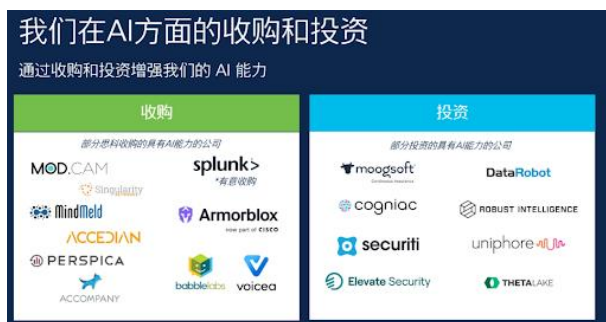 我们在AI方面的收购和投资
通过收购和投资增强我们的 AI 能力
收购
部分思科收购的具有AI能力的公司
MOD.CAM
splunk>
*有意收购
Singularity
MindMeld
Armorblox
now part of CISCO
ACCEDIAN
PERSPICA
babblelabs
voicea
ACCOMPANY
投资
部分投资的具有AI能力的公司
moogsoft
DataRobot
cogniac
ROBUST INTELLIGENCE
securiti
uniphore
Elevate Security
THETALAKE